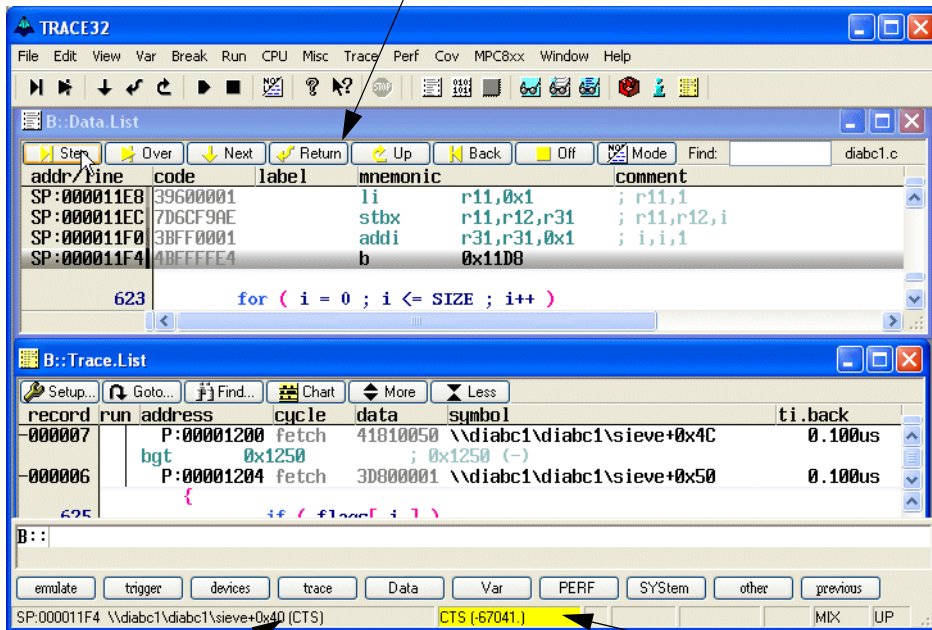 TRACE32
File Edit View Var Break Run CPU Misc Trace Perf Cov MPC8xx Window Help
B::Data.List
Step Over Next Return Up Back Off Mode Find: diabc1.c
addr/line code label mnemonic comment
SP:000011E8 39600001 li r11,0x1 ; r11,1
SP:000011EC 7D6CF9AE stbx r11,r12,r31 ; r11,r12,i
SP:000011F0 3BFF0001 addi r31,r31,0x1 ; i,i,1
SP:000011F4 4BFFFFE4 b 0x11D8
623 for ( i = 0 ; i <= SIZE ; i++ )
B::Trace.List
Setup... Goto... Find... Chart More Less
record run address cycle data symbol ti.back
-000007 P:00001200 fetch 41810050 \\diabc1\diabc1\sieve+0x4C 0.100us
bgt 0x1250 ; 0x1250 (-)
-000006 P:00001204 fetch 3D800001 \\diabc1\diabc1\sieve+0x50 0.100us
{
625 if ( flags[ i ] )
B::
emulate trigger devices trace Data Var PERF SYStem other previous
SP:000011F4 \\diabc1\diabc1\sieve+0x40 (CTS) CTS (-67041.) MIX UP